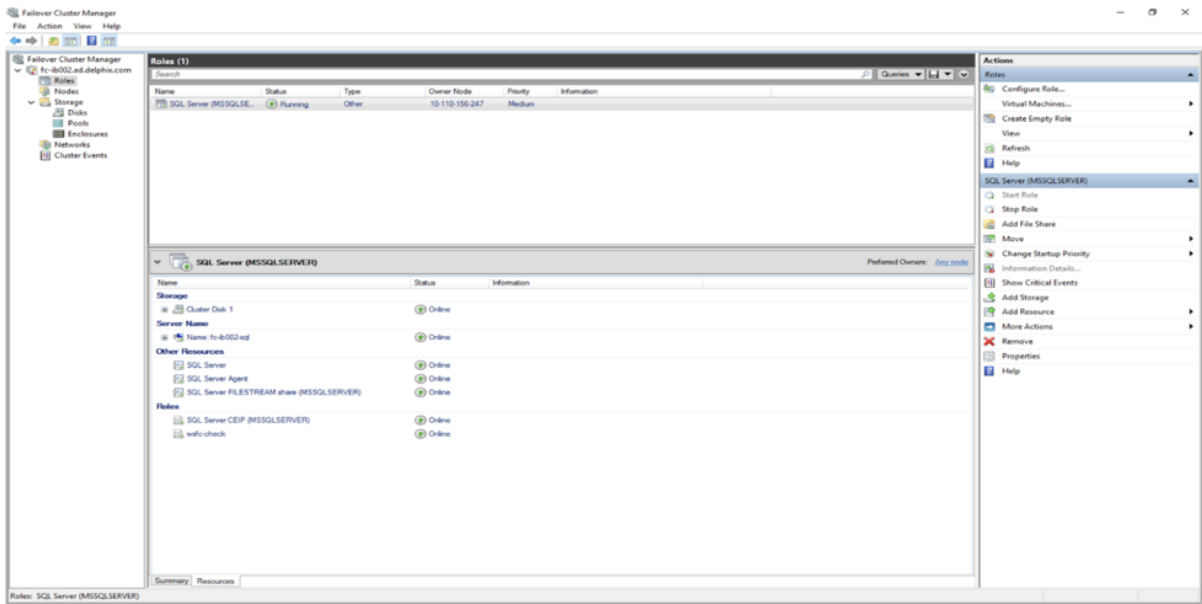 Failover Cluster Manager
File Action View Help
Failover Cluster Manager
fc-ib002.ad.delphix.com
Roles
Nodes
Storage
Disks
Pools
Enclosures
Networks
Cluster Events
Roles (1)
Search
Queries
Name Status Type Owner Node Priority Information
SQL Server (MSSQLSE... Running Other 10-110-156-247 Medium
SQL Server (MSSQLSERVER) Preferred Owners: Any node
Name Status Information
Storage
Cluster Disk 1 Online
Server Name
Name: fc-ib002-sql Online
Other Resources
SQL Server Online
SQL Server Agent Online
SQL Server FILESTREAM share (MSSQLSERVER) Online
Roles
SQL Server CEIP (MSSQLSERVER) Online
wsfc-check Online
Summary Resources
Actions
Roles
Configure Role...
Virtual Machines...
Create Empty Role
View
Refresh
Help
SQL Server (MSSQLSERVER)
Start Role
Stop Role
Add File Share
Move
Change Startup Priority
Information Details...
Show Critical Events
Add Storage
Add Resource
More Actions
Remove
Properties
Help
Roles: SQL Server (MSSQLSERVER)